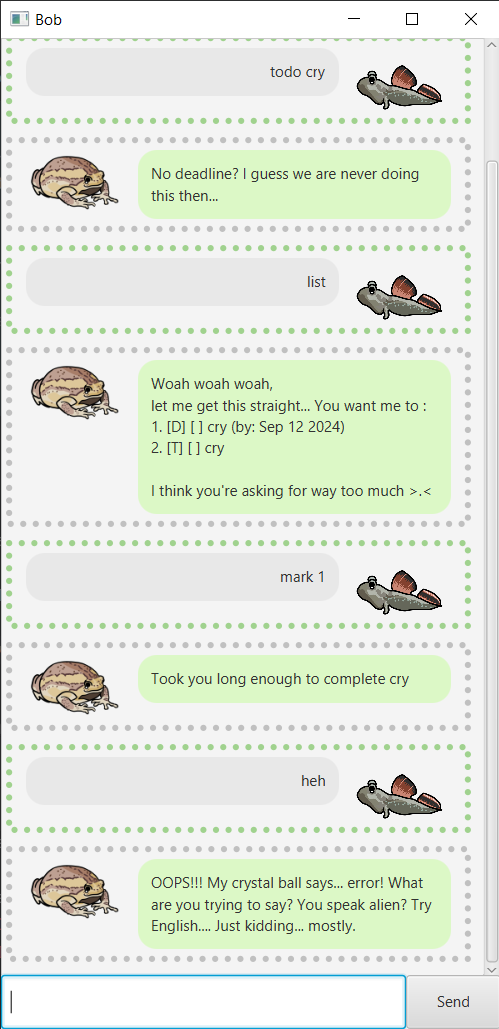 Bob
todo cry
No deadline? I guess we are never doing
this then...
list
Woah woah woah,
let me get this straight... You want me to :
1. [D] [ ] cry (by: Sep 12 2024)
2. [T] [ ] cry
I think you're asking for way too much >.<
mark 1
Took you long enough to complete cry
heh
OOPS!!! My crystal ball says... error! What
are you trying to say? You speak alien? Try
English.... Just kidding... mostly.
Send